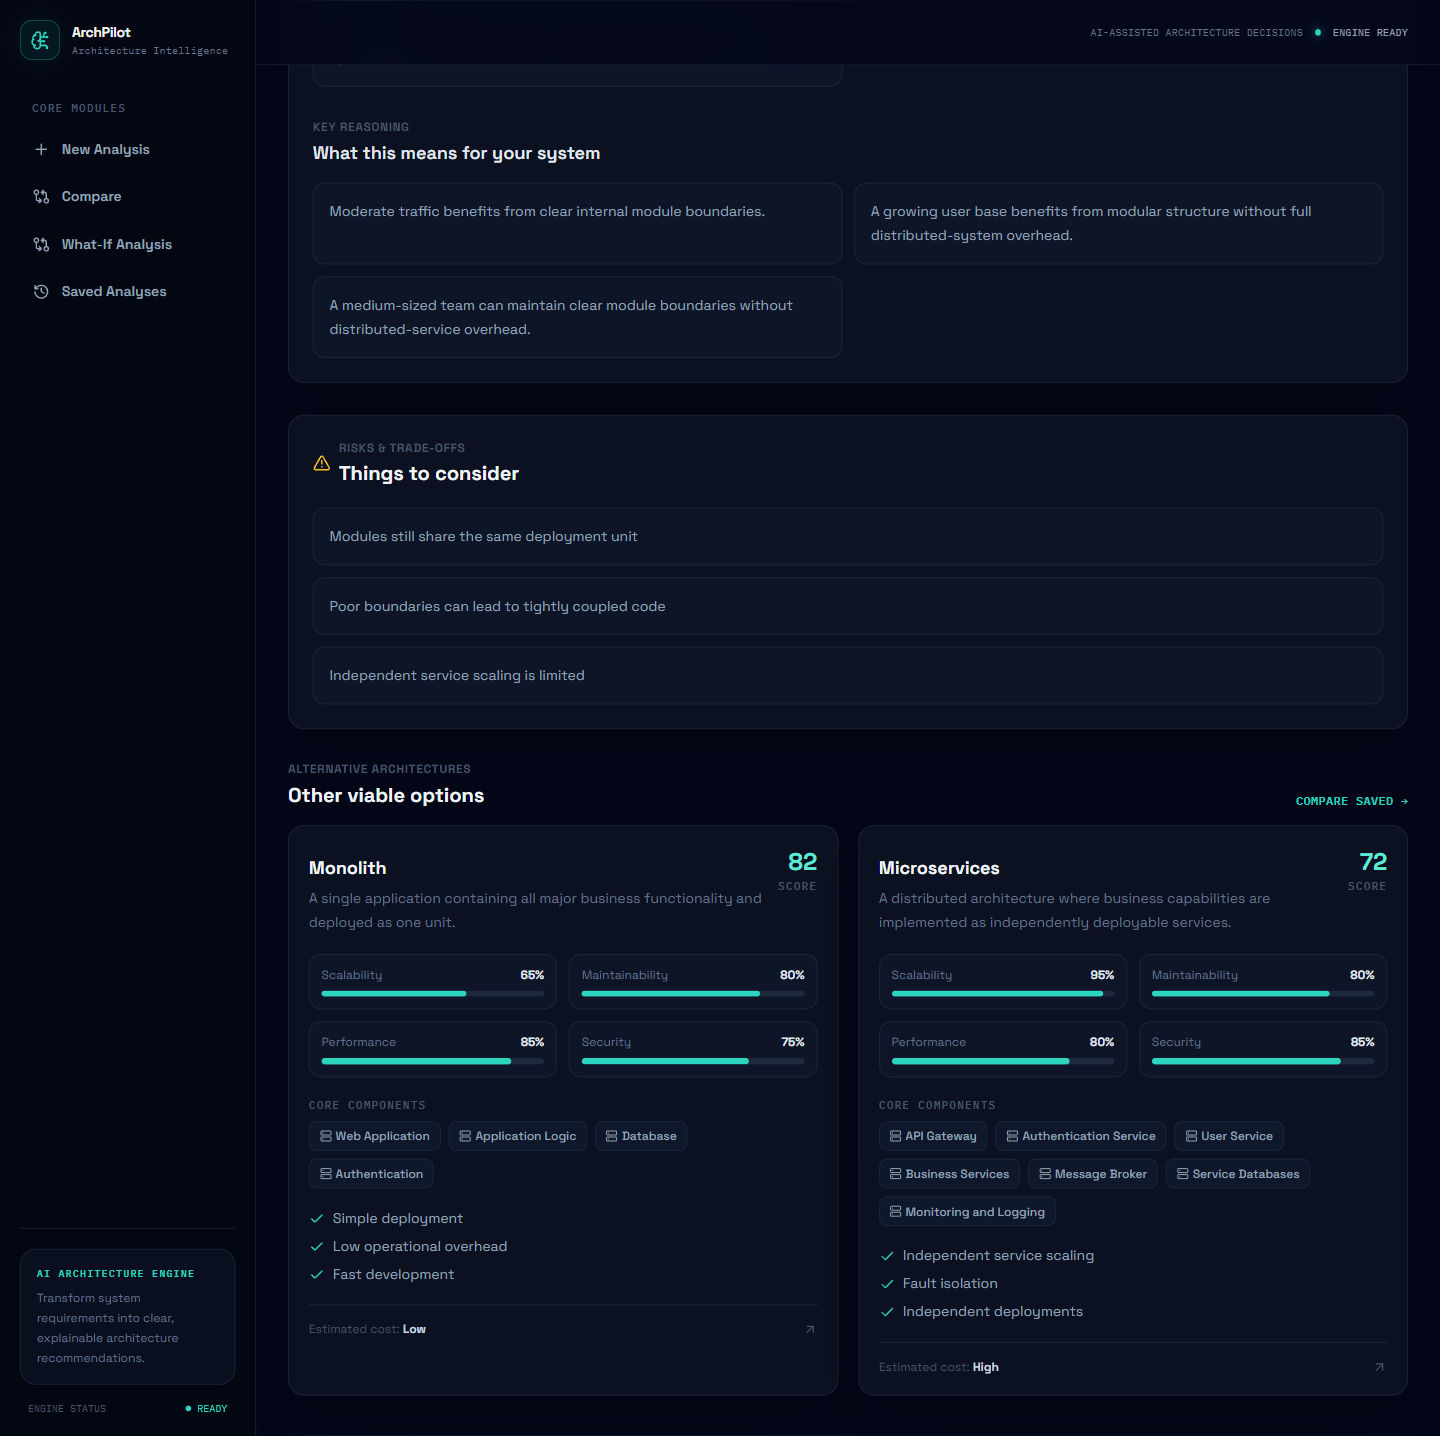 ArchPilot
Architecture Intelligence
CORE MODULES
New Analysis
Compare
What-If Analysis
Saved Analyses
AI ARCHITECTURE ENGINE
Transform system
requirements into clear,
explainable architecture
recommendations.
ENGINE STATUS
READY
AI-ASSISTED ARCHITECTURE DECISIONS
ENGINE READY
KEY REASONING
What this means for your system
Moderate traffic benefits from clear internal module boundaries.
A growing user base benefits from modular structure without full
distributed-system overhead.
A medium-sized team can maintain clear module boundaries without
distributed-service overhead.
RISKS & TRADE-OFFS
Things to consider
Modules still share the same deployment unit
Poor boundaries can lead to tightly coupled code
Independent service scaling is limited
ALTERNATIVE ARCHITECTURES
Other viable options
COMPARE SAVED →
Monolith
82
SCORE
A single application containing all major business functionality and
deployed as one unit.
Scalability 65%
Maintainability 80%
Performance 85%
Security 75%
CORE COMPONENTS
Web Application
Application Logic
Database
Authentication
Simple deployment
Low operational overhead
Fast development
Estimated cost: Low
Microservices
72
SCORE
A distributed architecture where business capabilities are
implemented as independently deployable services.
Scalability 95%
Maintainability 80%
Performance 80%
Security 85%
CORE COMPONENTS
API Gateway
Authentication Service
User Service
Business Services
Message Broker
Service Databases
Monitoring and Logging
Independent service scaling
Fault isolation
Independent deployments
Estimated cost: High